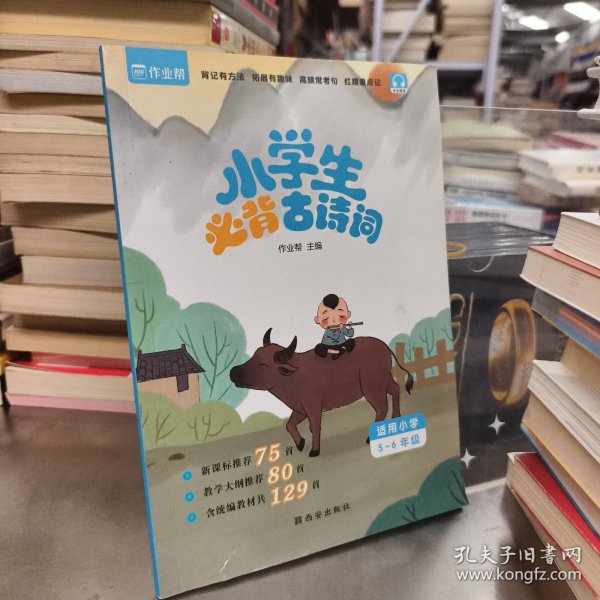 作业帮
背记有方法 拓展有趣味 高频常考句 红膜重点记
小学生
必背古诗词
作业帮 主编
适用小学
5-6年级
新课标推荐75首
教学大纲推荐80首
含统编教材共129首
西安出版社
孔夫子旧书网
www.kongfz.com